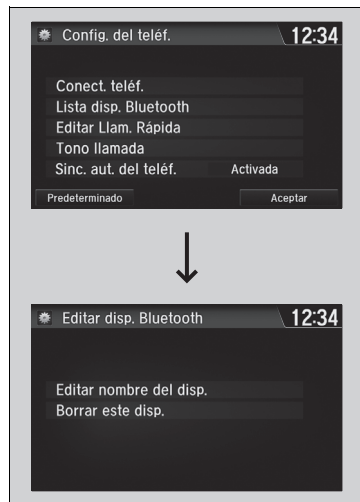 Config. del teléf. 12:34
Conect. teléf.
Lista disp. Bluetooth
Editar Llam. Rápida
Tono llamada
Sinc. aut. del teléf. Activada
Predeterminado Aceptar
Editar disp. Bluetooth 12:34
Editar nombre del disp.
Borrar este disp.